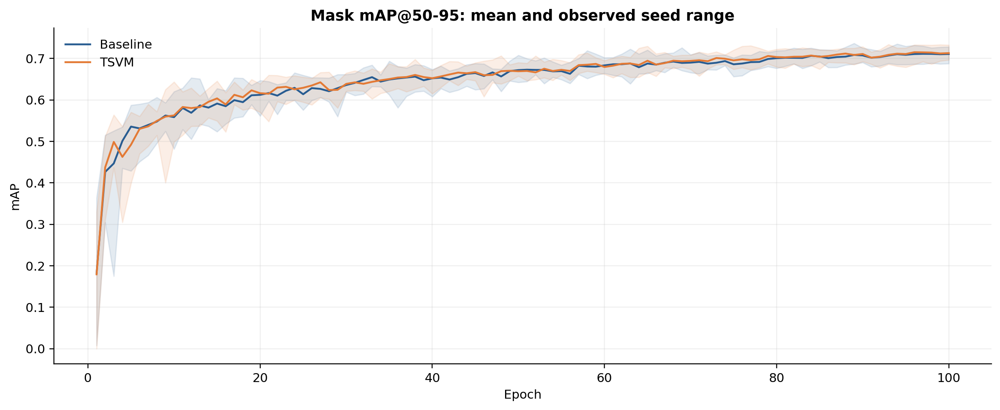 Mask mAP@50-95: mean and observed seed range
Baseline
TSVM
mAP
0.7
0.6
0.5
0.4
0.3
0.2
0.1
0.0
0 20 40 60 80 100
Epoch